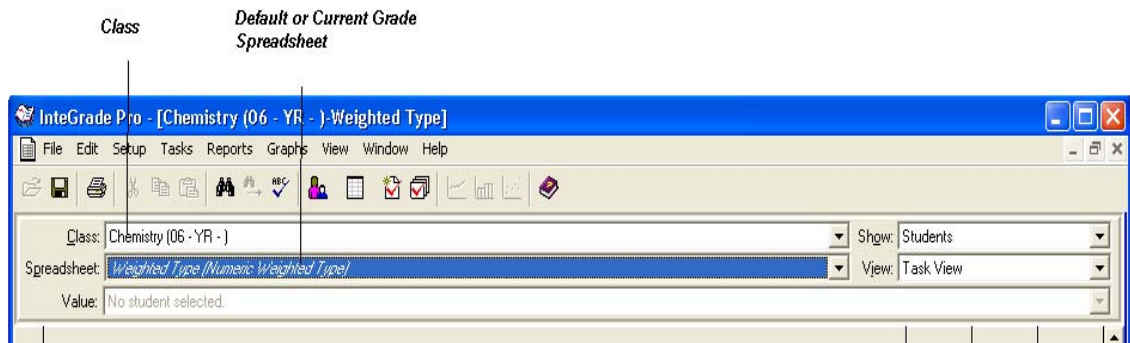 Class
Default or Current Grade
Spreadsheet
InteGrade Pro - [Chemistry (06 - YR - )-Weighted Type]
File Edit Setup Tasks Reports Graphs View Window Help
ABC
Class: Chemistry (06 - YR - ) Show: Students
Spreadsheet: Weighted Type (Numeric Weighted Type) View: Task View
Value: No student selected.